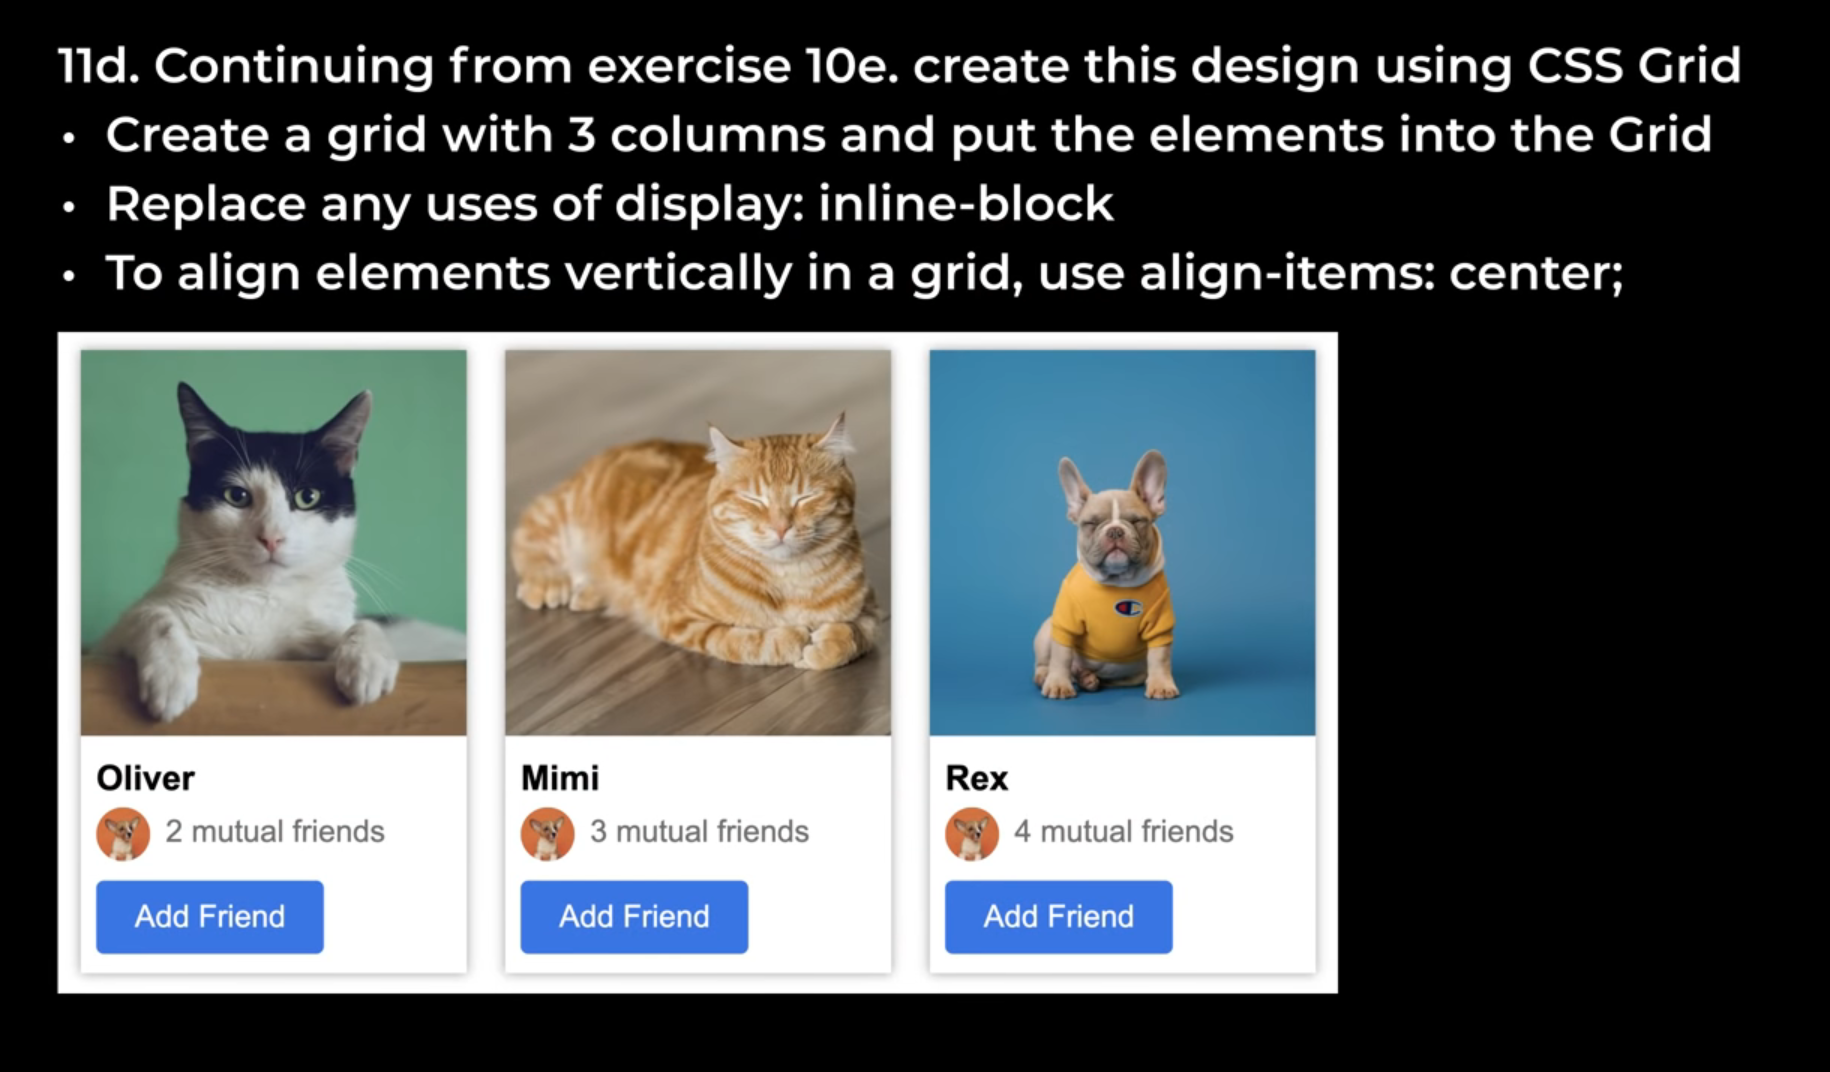 11d. Continuing from exercise 10e. create this design using CSS Grid
• Create a grid with 3 columns and put the elements into the Grid
• Replace any uses of display: inline-block
• To align elements vertically in a grid, use align-items: center;
Oliver
2 mutual friends
Add Friend
Mimi
3 mutual friends
Add Friend
Rex
4 mutual friends
Add Friend